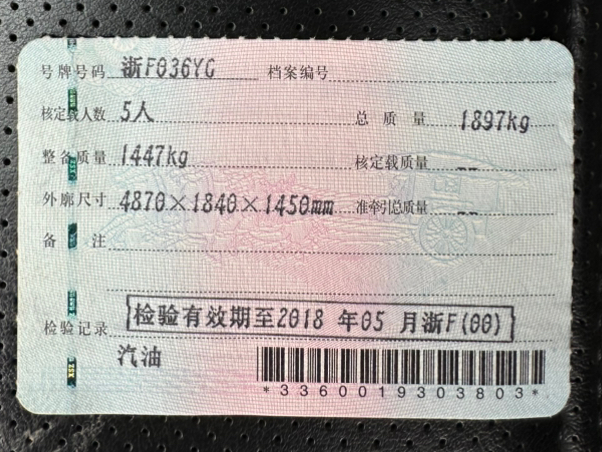 号牌号码 浙F036YG 档案编号
核定载人数 5人 总质量 1897kg
整备质量 1447kg 核定载质量 --
外廓尺寸 4870×1840×1450mm 准牵引总质量 --
备注
检验记录 检验有效期至2018 年05 月浙F(00)
汽油
*3360019303803*